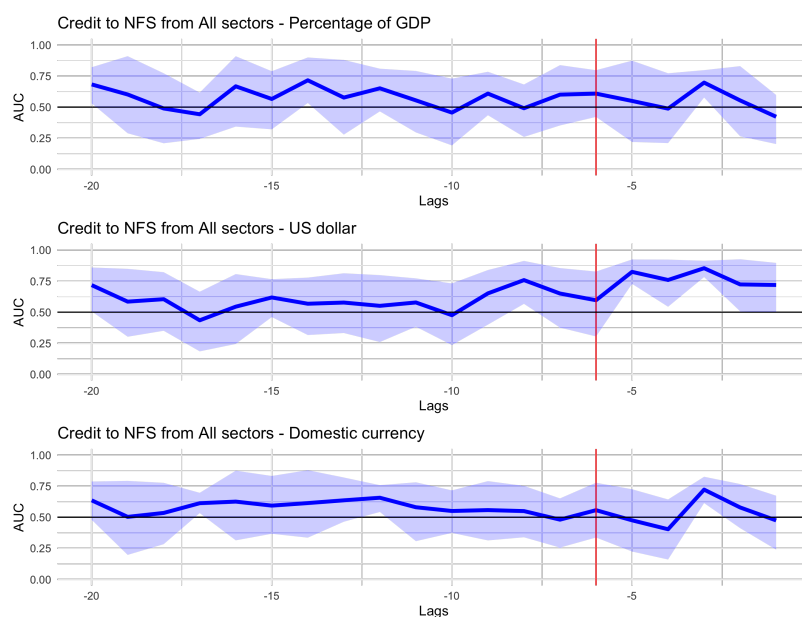 Credit to NFS from All sectors - Percentage of GDP
1.00
0.75
0.50
0.25
0.00
AUC
-20 -15 -10 -5
Lags
Credit to NFS from All sectors - US dollar
1.00
0.75
0.50
0.25
0.00
AUC
-20 -15 -10 -5
Lags
Credit to NFS from All sectors - Domestic currency
1.00
0.75
0.50
0.25
0.00
AUC
-20 -15 -10 -5
Lags